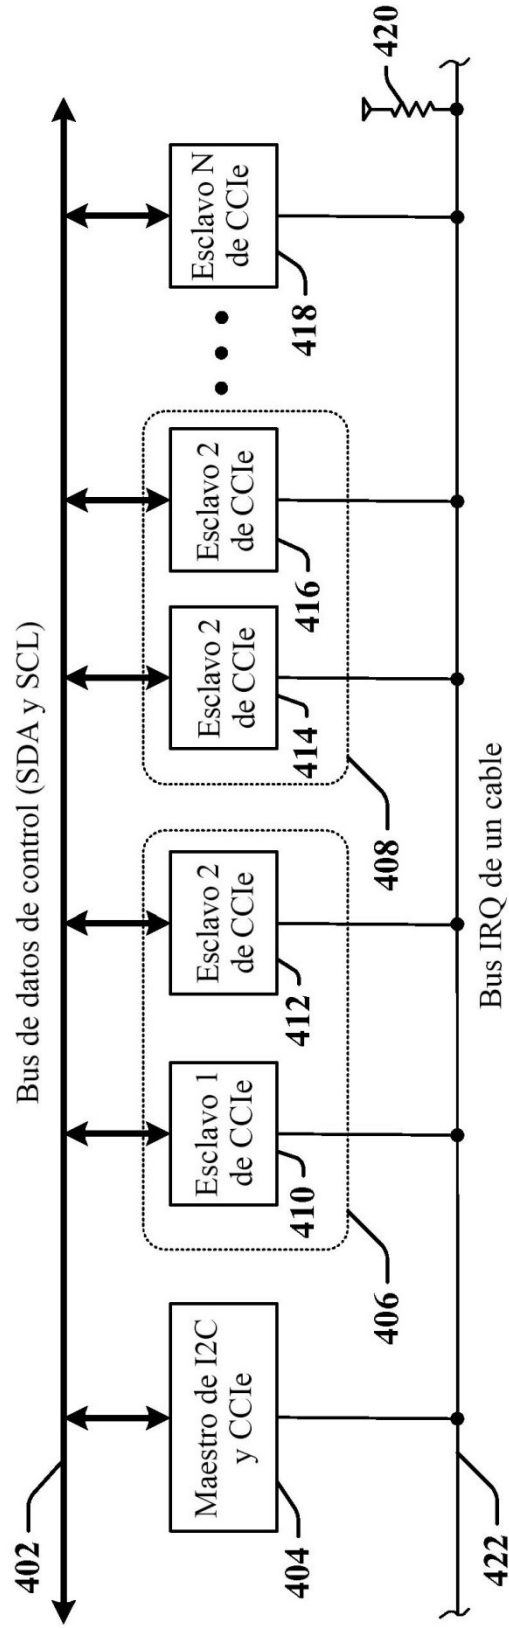 Bus de datos de control (SDA y SCL)
402
Maestro de I2C
y CCIe
404
Esclavo 1
de CCIe
410
Esclavo 2
de CCIe
412
406
Esclavo 2
de CCIe
414
Esclavo 2
de CCIe
416
408
Esclavo N
de CCIe
418
420
422
Bus IRQ de un cable